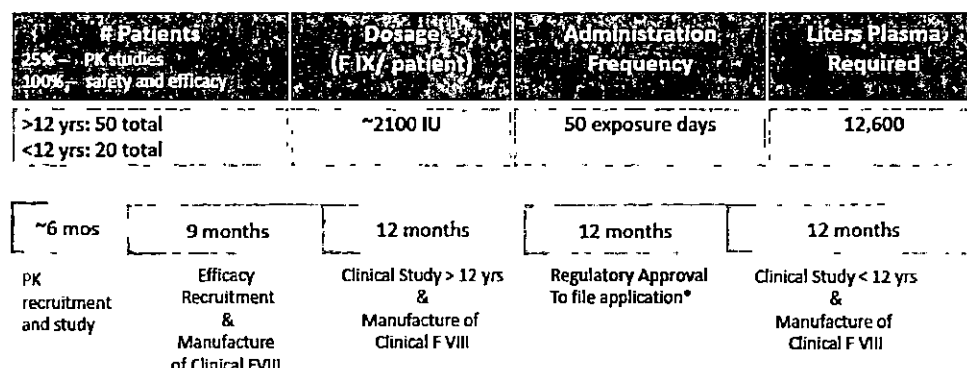 # Patients
25% – PK studies
100% – safety and efficacy
Dosage
(F IX/ patient)
Administration
Frequency
Liters Plasma
Required
>12 yrs: 50 total
<12 yrs: 20 total
~2100 IU
50 exposure days
12,600
~6 mos
9 months
12 months
12 months
12 months
PK
recruitment
and study
Efficacy
Recruitment
&
Manufacture
of Clinical FVIII
Clinical Study > 12 yrs
&
Manufacture of
Clinical F VIII
Regulatory Approval
To file application*
Clinical Study < 12 yrs
&
Manufacture of
Clinical F VIII